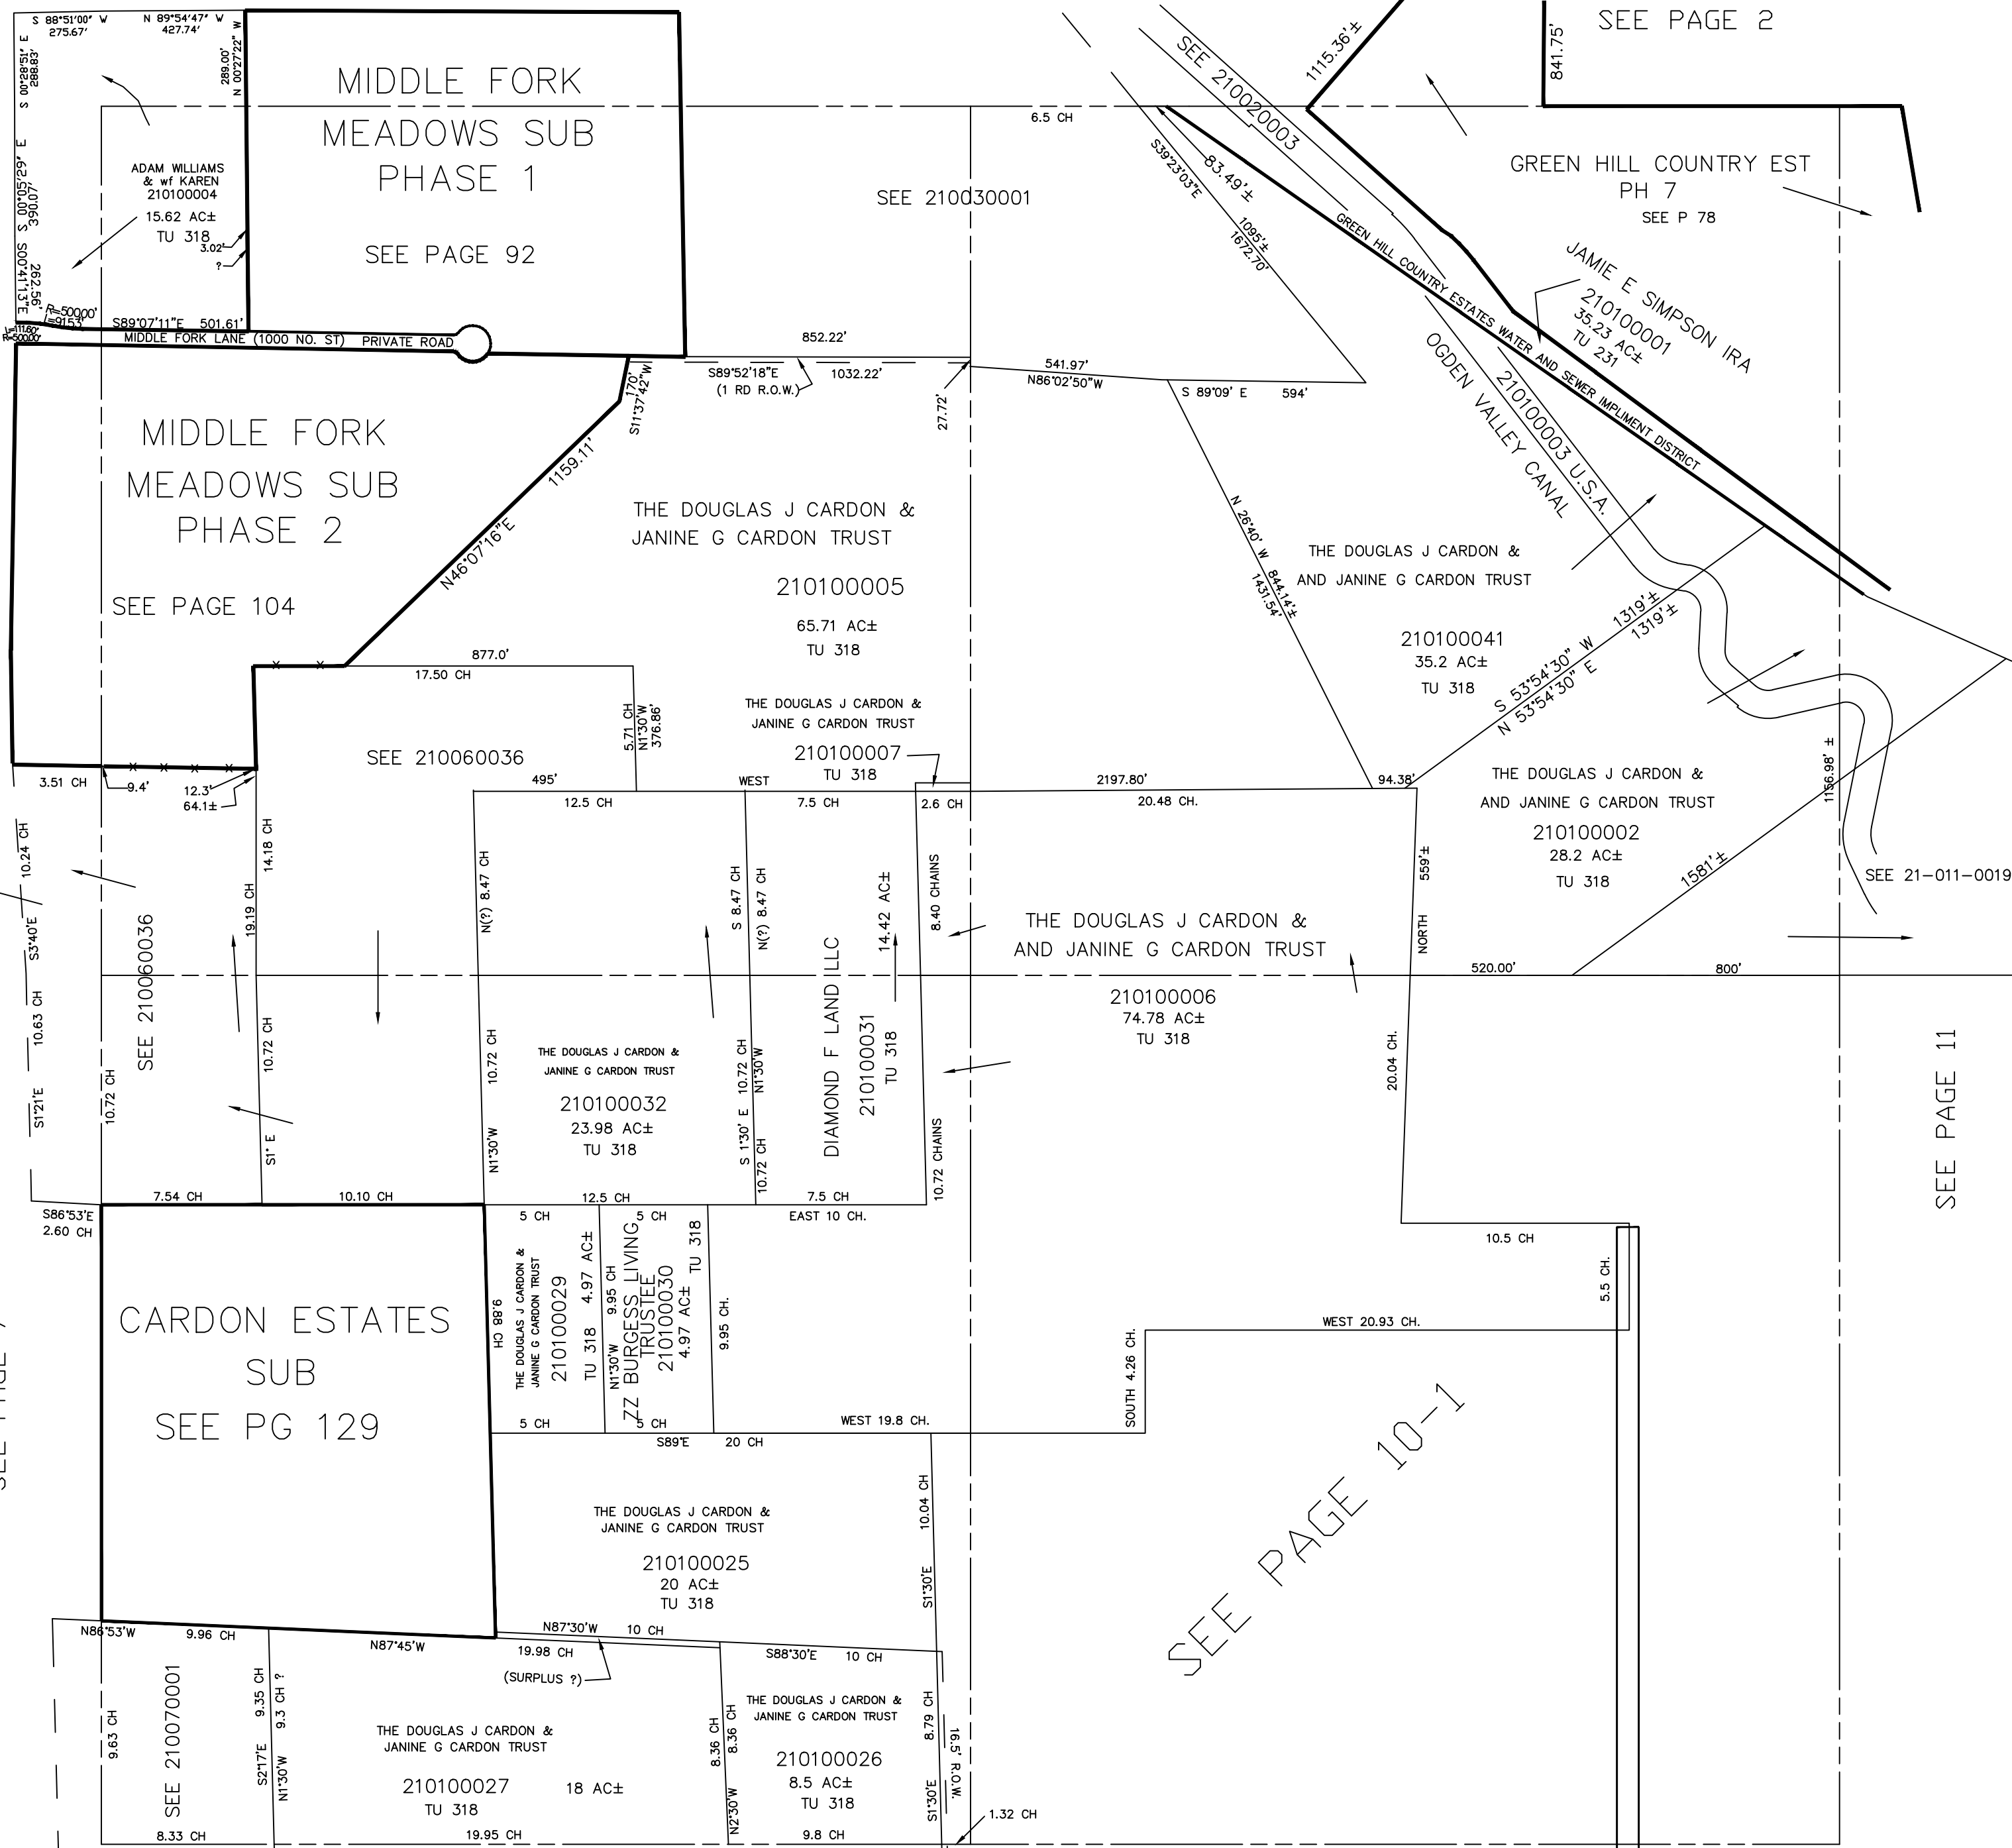 S 88°51'00" W
275.67'
N 89°54'47" W
427.74'
289.00'
N 00°27'22" W
S 00°28'51" E
288.83'
S 00°05'29" E
390.07'
S00°41'13"E
262.56'
MIDDLE FORK
MEADOWS SUB
PHASE 1
SEE PAGE 92
ADAM WILLIAMS
& wf KAREN
210100004
15.62 AC±
TU 318
3.02'
?
R=500.00'
L=91.53'
L=111.60'
R=500.00'
S89°07'11"E 501.61'
MIDDLE FORK LANE (1000 NO. ST) PRIVATE ROAD
SEE PAGE 2
841.75'
1115.36'±
SEE 210020003
6.5 CH
S39°23'03"E
83.49'±
1095'±
1672.70'
SEE 210030001
GREEN HILL COUNTRY EST
PH 7
SEE P 78
GREEN HILL COUNTRY ESTATES WATER AND SEWER IMPLIMENT DISTRICT
JAMIE E SIMPSON IRA
210100001
35.23 AC±
TU 231
OGDEN VALLEY CANAL
210100003 U.S.A.
852.22'
S89°52'18"E
1032.22'
(1 RD R.O.W.)
27.72'
541.97'
N86°02'50"W
S 89°09' E 594'
170'
S11°37'42"W
1159.11'
N46°07'16"E
MIDDLE FORK
MEADOWS SUB
PHASE 2
SEE PAGE 104
THE DOUGLAS J CARDON &
JANINE G CARDON TRUST
210100005
65.71 AC±
TU 318
N 26°40' W 844.14'±
1431.54'
THE DOUGLAS J CARDON &
AND JANINE G CARDON TRUST
210100041
35.2 AC±
TU 318
S 53°54'30" W 1319'±
N 53°54'30" E 1319'±
877.0'
17.50 CH
5.71 CH
N1°30'W
376.86'
THE DOUGLAS J CARDON &
JANINE G CARDON TRUST
210100007
TU 318
SEE 210060036
3.51 CH
9.4'
12.3'
64.1±
495'
WEST
2197.80'
94.38'
12.5 CH
7.5 CH
2.6 CH
20.48 CH.
THE DOUGLAS J CARDON &
AND JANINE G CARDON TRUST
210100002
28.2 AC±
TU 318
1156.98' ±
1581'±
SEE 21-011-0019
10.24 CH
S3°40'E
10.63 CH
S1°21'E
SEE 210060036
10.72 CH
14.18 CH
19.19 CH
10.72 CH
S1° E
N(?) 8.47 CH
10.72 CH
N1°30'W
S 8.47 CH
N(?) 8.47 CH
S 1°30' E 10.72 CH
N1°30'W
10.72 CH
THE DOUGLAS J CARDON &
JANINE G CARDON TRUST
210100032
23.98 AC±
TU 318
DIAMOND F LAND IILLC
210100031
14.42 AC±
TU 318
8.40 CHAINS
10.72 CHAINS
THE DOUGLAS J CARDON &
AND JANINE G CARDON TRUST
210100006
74.78 AC±
TU 318
559'±
NORTH
20.04 CH.
520.00'
800'
SEE PAGE 11
S86°53'E
2.60 CH
7.54 CH
10.10 CH
12.5 CH
7.5 CH
5 CH
5 CH
EAST 10 CH.
10.5 CH
5.5 CH.
WEST 20.93 CH.
SOUTH 4.26 CH.
CARDON ESTATES
SUB
SEE PG 129
9.88 CH
THE DOUGLAS J CARDON &
JANINE G CARDON TRUST
210100029
TU 318 4.97 AC±
N1°30'W 9.95 CH
ZZ BURGESS LIVING
TRUSTEE
210100030
4.97 AC±
TU 318
9.95 CH.
5 CH
5 CH
WEST 19.8 CH.
S89°E 20 CH
SEE PAGE 10-1
THE DOUGLAS J CARDON &
JANINE G CARDON TRUST
210100025
20 AC±
TU 318
10.04 CH
S1°30'E
N86°53'W
9.96 CH
N87°45'W
N87°30'W 10 CH
19.98 CH
(SURPLUS ?)
S88°30'E 10 CH
9.63 CH
SEE 210070001
S2°17'E 9.35 CH
N1°30'W 9.3 CH ?
THE DOUGLAS J CARDON &
JANINE G CARDON TRUST
210100027
18 AC±
TU 318
8.36 CH
N2°30'W 8.36 CH
THE DOUGLAS J CARDON &
JANINE G CARDON TRUST
210100026
8.5 AC±
TU 318
S1°30'E 8.79 CH
16.5' R.O.W.
1.32 CH
8.33 CH
19.95 CH
9.8 CH